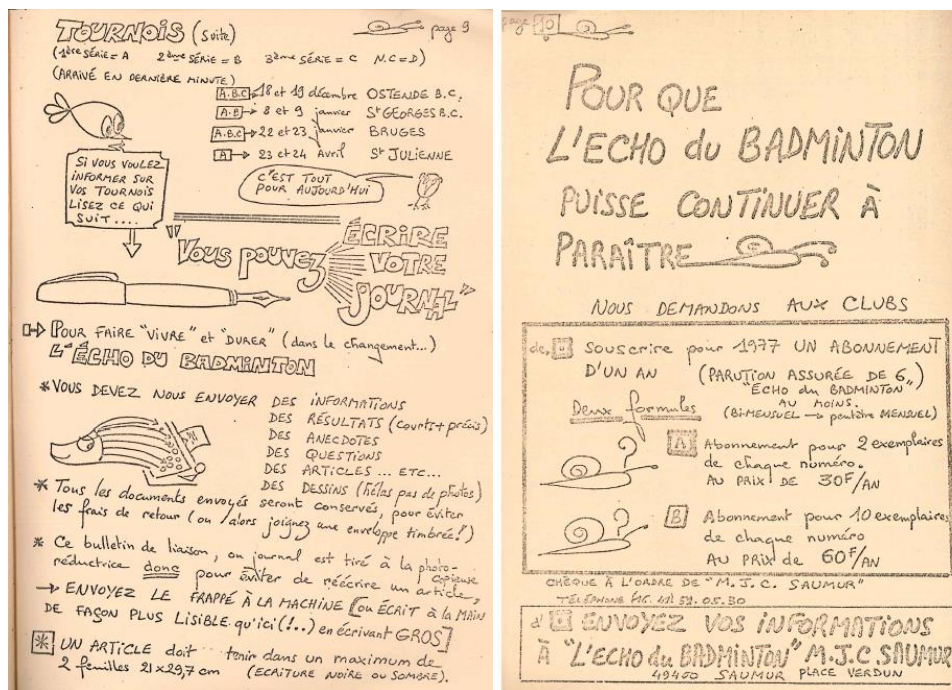 TOURNOIS (suite)
page 9
(1ère SÉRIE = A 2ème SÉRIE = B 3ème SÉRIE = C N.C = D)
(ARRIVÉ EN DERNIÈRE MINUTE)
A.B.C 18 et 19 décembre OSTENDE B.C.
A.B 8 et 9 janvier St GEORGES B.C.
A.B.C 22 et 23 janvier BRUGES
A 23 et 24 Avril St JULIENNE
SI VOUS VOULEZ
INFORMER SUR
VOS TOURNOIS
LISEZ CE QUI
SUIT ....
C'EST TOUT
POUR AUJOURD'HUI
"VOUS POUVEZ
ÉCRIRE
VOTRE
JOURNAL"
POUR FAIRE "VIVRE" et "DURER" (dans le changement...)
L'ÉCHO DU BADMINTON
* VOUS DEVEZ NOUS ENVOYER DES INFORMATIONS
DES RÉSULTATS (courts + précis)
DES ANECDOTES
DES QUESTIONS
DES ARTICLES ... ETC...
DES DESSINS (hélas pas de photos)
* Tous les documents envoyés seront conservés, pour éviter
les frais de retour (ou alors joignez une enveloppe timbrée!)
* Ce bulletin de liaison, ou journal est tiré à la photo-
copieuse
réductrice donc pour éviter de réécrire un article,
→ ENVOYEZ LE FRAPPÉ À LA MACHINE [ou ÉCRIT à la MAIN
DE FAÇON PLUS LISIBLE qu'ici (!..) en écrivant GROS]
* UN ARTICLE doit tenir dans un maximum de
2 feuilles 21x29,7 cm (ECRITURE NOIRE OU SOMBRE).
page 10
POUR QUE
L'ECHO du BADMINTON
PUISSE CONTINUER À
PARAÎTRE
NOUS DEMANDONS AUX CLUBS
de, Souscrire pour 1977 UN ABONNEMENT
D'UN AN (PARUTION ASSURÉE DE 6,
"ECHO du BADMINTON"
AU MOINS.
(BI-MENSUEL → peut être MENSUEL)
Deux formules
A Abonnement pour 2 exemplaires
de chaque numéro.
AU PRIX DE 30F/AN
B Abonnement pour 10 exemplaires
de chaque numéro
AU PRIX de 60F/AN
CHÈQUE À L'ORDRE DE "M.J.C. SAUMUR"
d' ENVOYEZ VOS INFORMATIONS
À "L'ECHO du BADMINTON" M.J.C. SAUMUR
49400 SAUMUR PLACE VERDUN